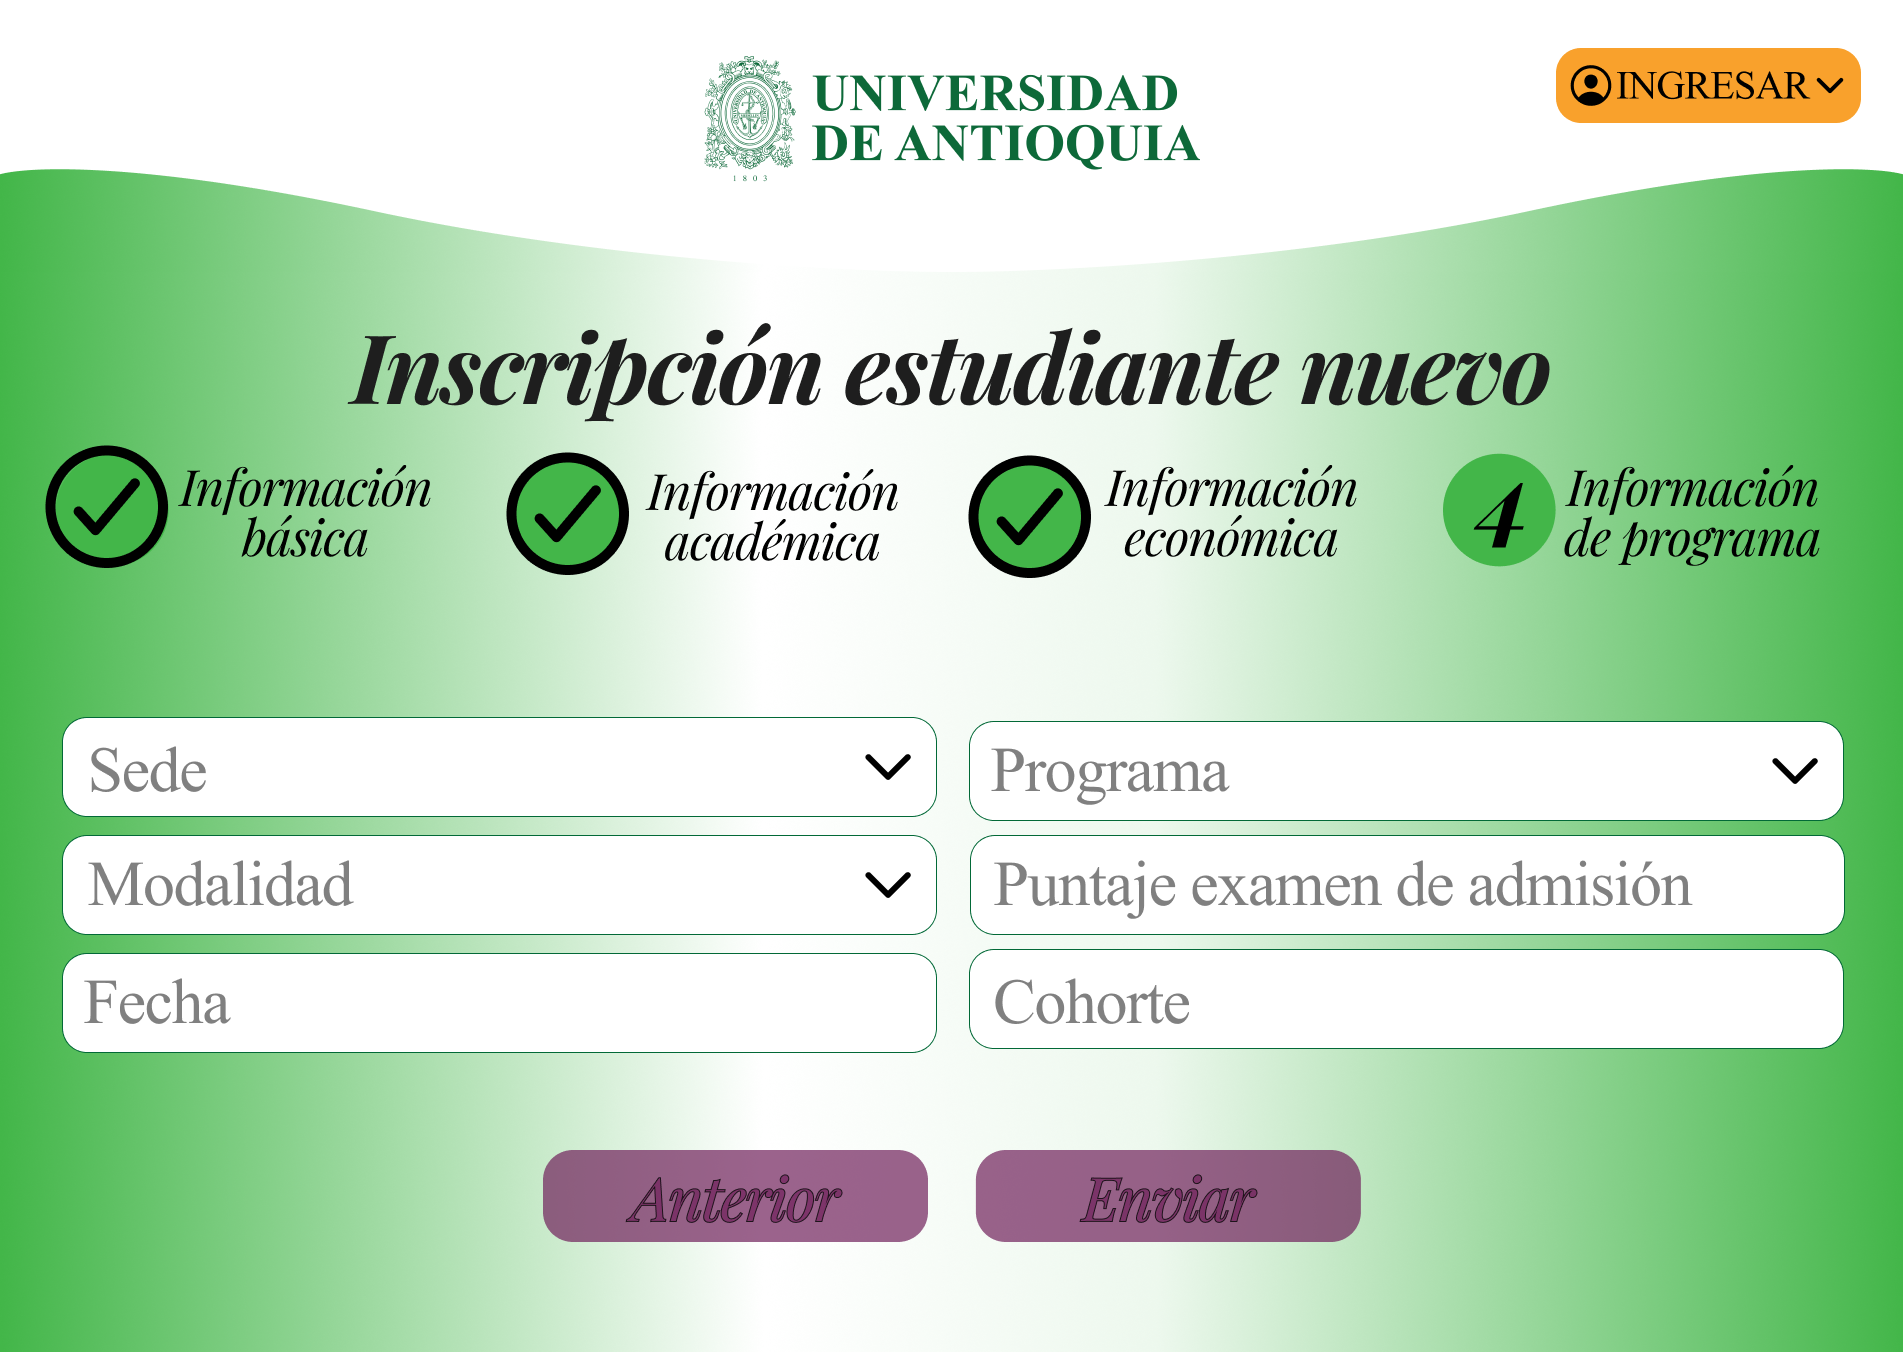 UNIVERSIDAD
DE ANTIOQUIA
1803
INGRESAR
Inscripción estudiante nuevo
Información
básica
Información
académica
Información
económica
4
Información
de programa
Sede
Programa
Modalidad
Puntaje examen de admisión
Fecha
Cohorte
Anterior
Enviar